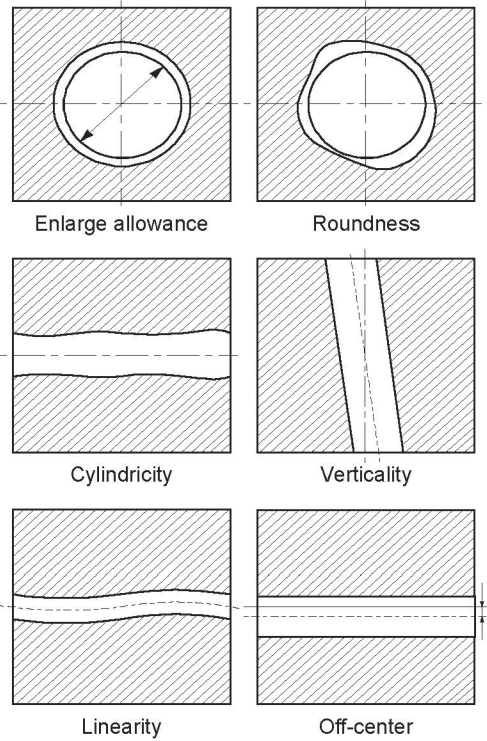 Enlarge allowance
Roundness
Cylindricity
Verticality
Linearity
Off-center